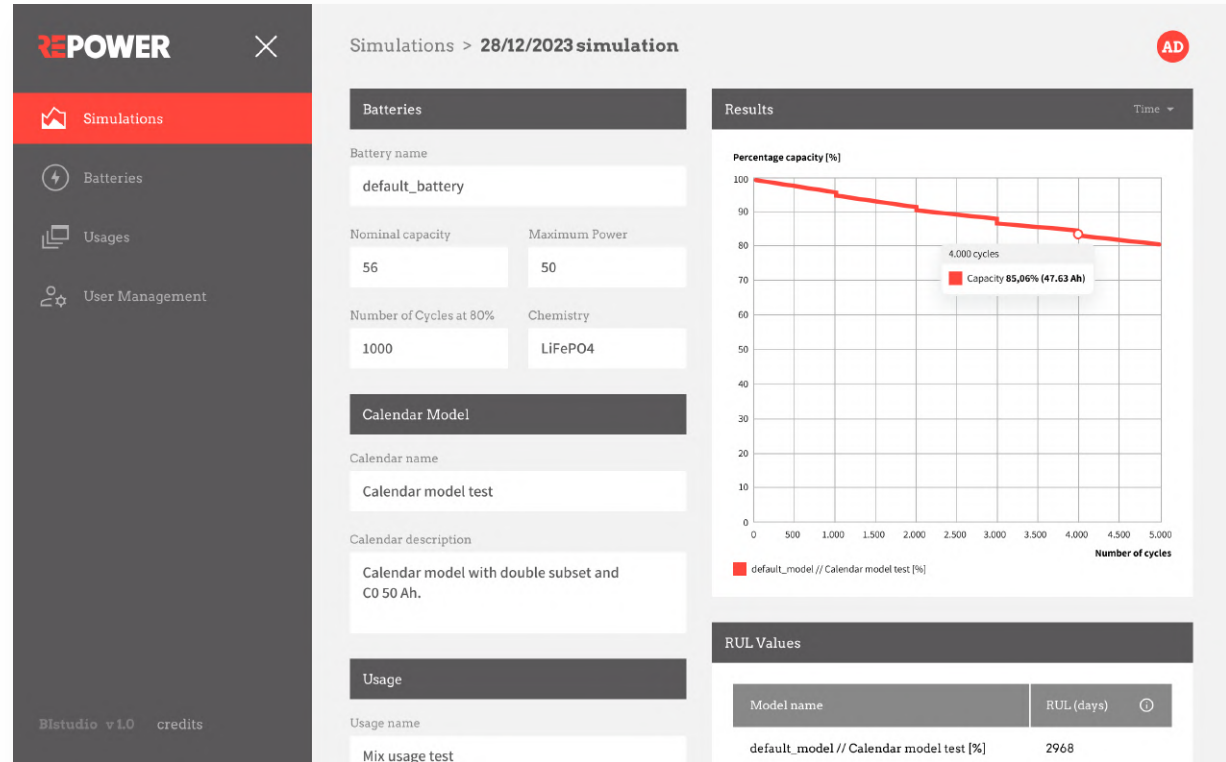 REPOWER
Simulations
Batteries
Usages
User Management
BIstudio v 1.0 credits
Simulations > 28/12/2023 simulation
AD
Batteries
Battery name
default_battery
Nominal capacity Maximum Power
56 50
Number of Cycles at 80% Chemistry
1000 LiFePO4
Calendar Model
Calendar name
Calendar model test
Calendar description
Calendar model with double subset and
C0 50 Ah.
Usage
Usage name
Mix usage test
Results Time
Percentage capacity [%]
100
90
80
70
60
50
40
30
20
10
0
0 500 1.000 1.500 2.000 2.500 3.000 3.500 4.000 4.500 5.000
Number of cycles
4.000 cycles
Capacity 85,06% (47.63 Ah)
default_model // Calendar model test [%]
RUL Values
Model name RUL (days)
default_model // Calendar model test [%] 2968